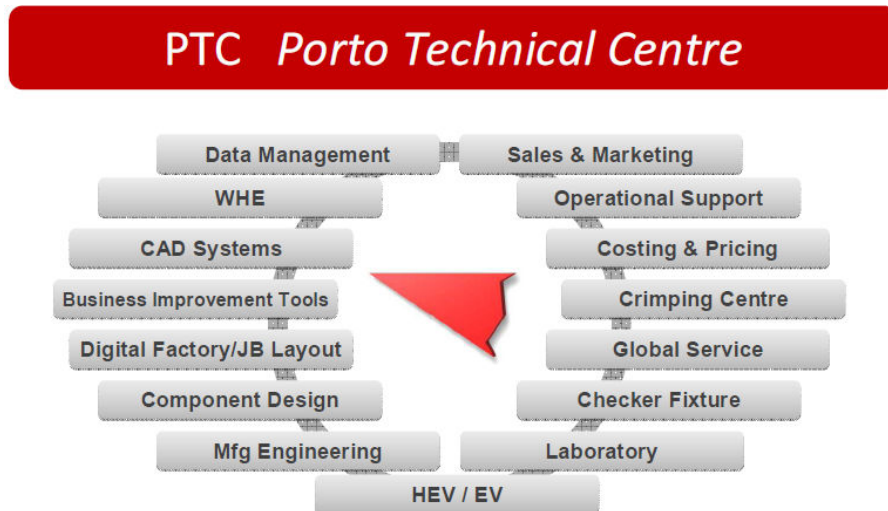 PTC Porto Technical Centre
Data Management
Sales & Marketing
WHE
Operational Support
CAD Systems
Costing & Pricing
Business Improvement Tools
Crimping Centre
Digital Factory/JB Layout
Global Service
Component Design
Checker Fixture
Mfg Engineering
Laboratory
HEV / EV